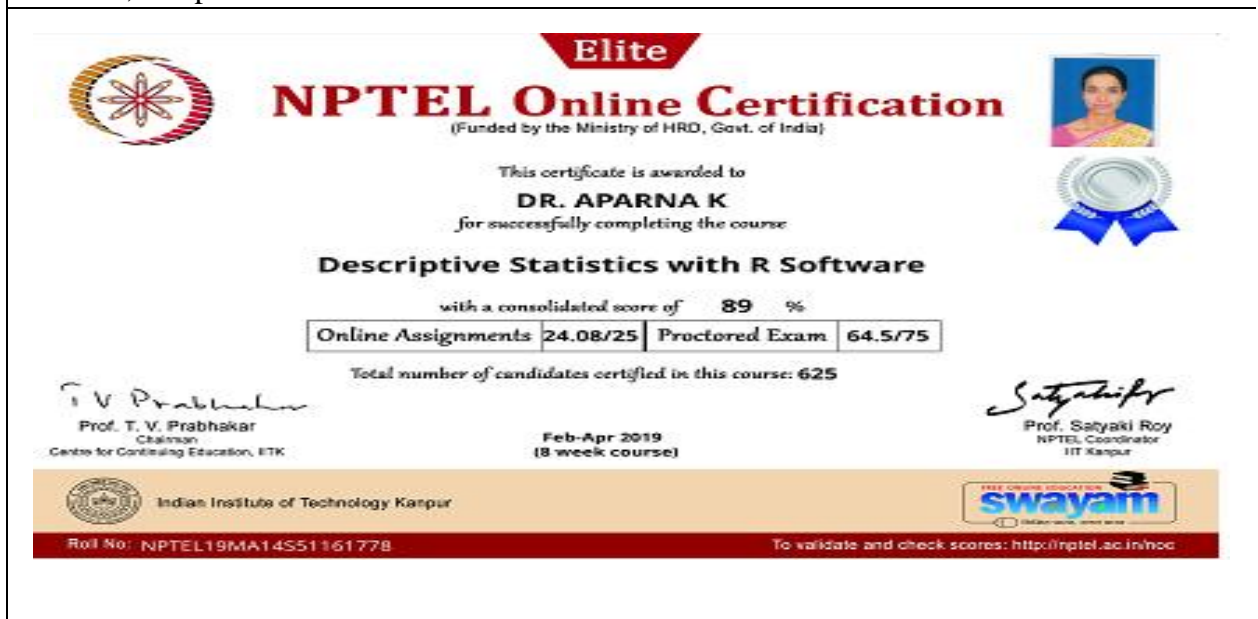 Elite
NPTEL Online Certification
(Funded by the Ministry of HRD, Govt. of India)
This certificate is awarded to
DR. APARNA K
for successfully completing the course
Descriptive Statistics with R Software
with a consolidated score of 89 %
Online Assignments 24.08/25 Proctored Exam 64.5/75
Total number of candidates certified in this course: 625
Prof. T. V. Prabhakar
Chairman
Centre for Continuing Education, IITK
Feb-Apr 2019
(8 week course)
Prof. Satyaki Roy
NPTEL Coordinator
IIT Kanpur
Indian Institute of Technology Kanpur
FREE ONLINE EDUCATION
swayam
Roll No: NPTEL19MA14S51161778
To validate and check scores: http://nptel.ac.in/noc